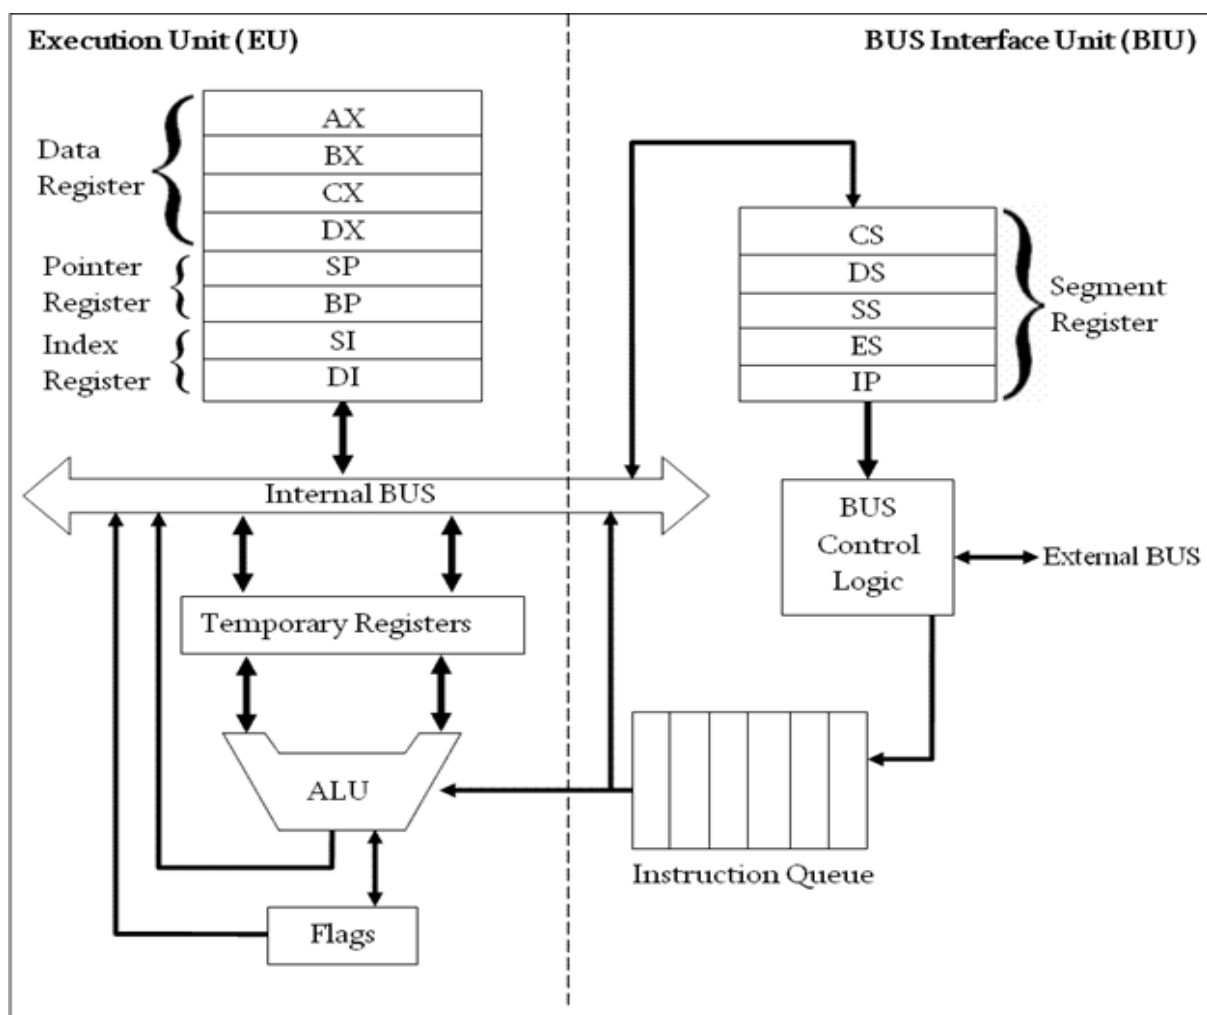 Execution Unit (EU)
BUS Interface Unit (BIU)
Data
Register
AX
BX
CX
DX
Pointer
Register
SP
BP
Index
Register
SI
DI
CS
DS
SS
ES
IP
Segment
Register
Internal BUS
BUS
Control
Logic
External BUS
Temporary Registers
ALU
Instruction Queue
Flags